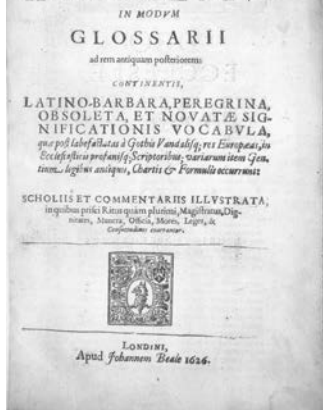 IN MODVM
GLOSSARII
ad rem antiquam posteriorem
CONTINENTIS,
LATINO-BARBARA, PEREGRINA,
OBSOLETA, ET NOVATÆ SIG-
NIFICATIONIS VOCABVLA,
quæ post labefactatas à Gothis Vandalisq; res Europæas, in
Ecclesiasticis profanisq; Scriptoribus; variarum item Gen-
tium legibus antiquis, Chartis & Formulis occurrunt:
SCHOLIIS ET COMMENTARIIS ILLVSTRATA;
in quibus prisci Ritus quàm plurimi, Magistratus, Dig-
nitates, Munera, Officia, Mores, Leges, &
Consuetudines enarrantur.
LONDINI,
Apud Johannem Beale 1626.